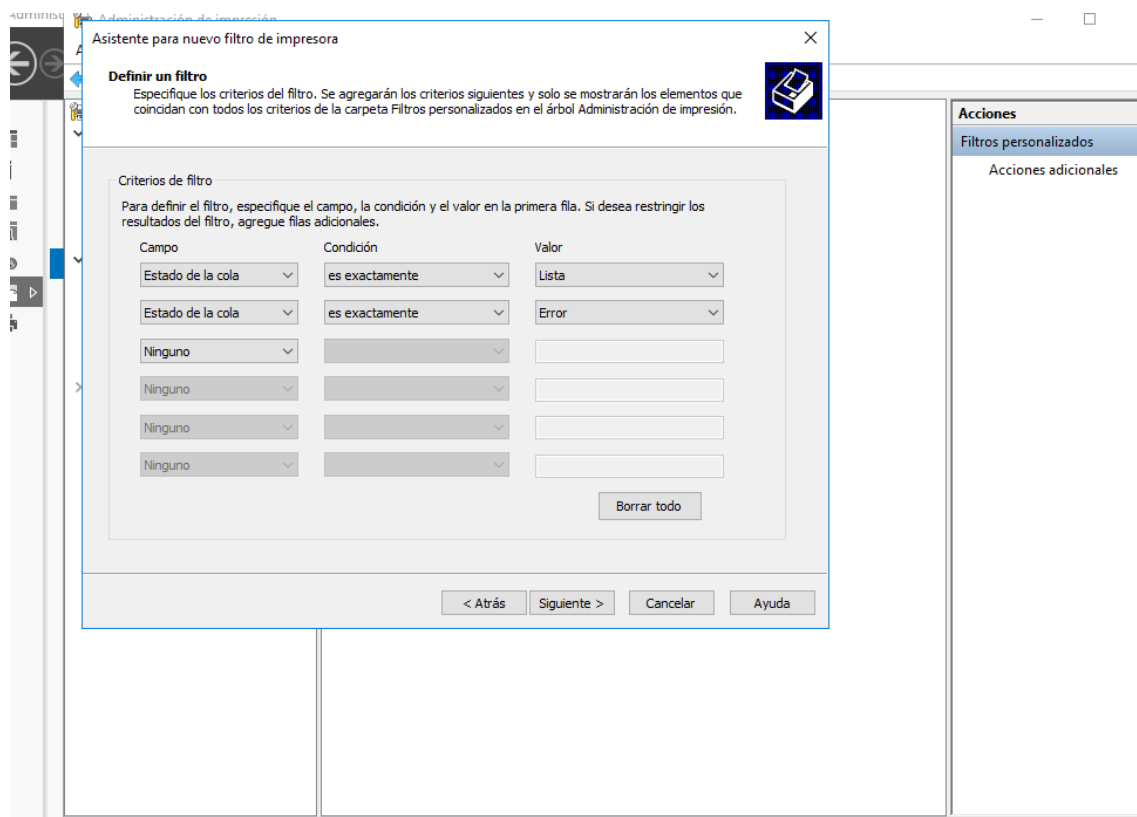 Administración de impresión
Asistente para nuevo filtro de impresora
Definir un filtro
Especifique los criterios del filtro. Se agregarán los criterios siguientes y solo se mostrarán los elementos que
coincidan con todos los criterios de la carpeta Filtros personalizados en el árbol Administración de impresión.
Criterios de filtro
Para definir el filtro, especifique el campo, la condición y el valor en la primera fila. Si desea restringir los
resultados del filtro, agregue filas adicionales.
Campo Condición Valor
Estado de la cola es exactamente Lista
Estado de la cola es exactamente Error
Ninguno
Ninguno
Ninguno
Ninguno
Borrar todo
< Atrás Siguiente > Cancelar Ayuda
Acciones
Filtros personalizados
Acciones adicionales